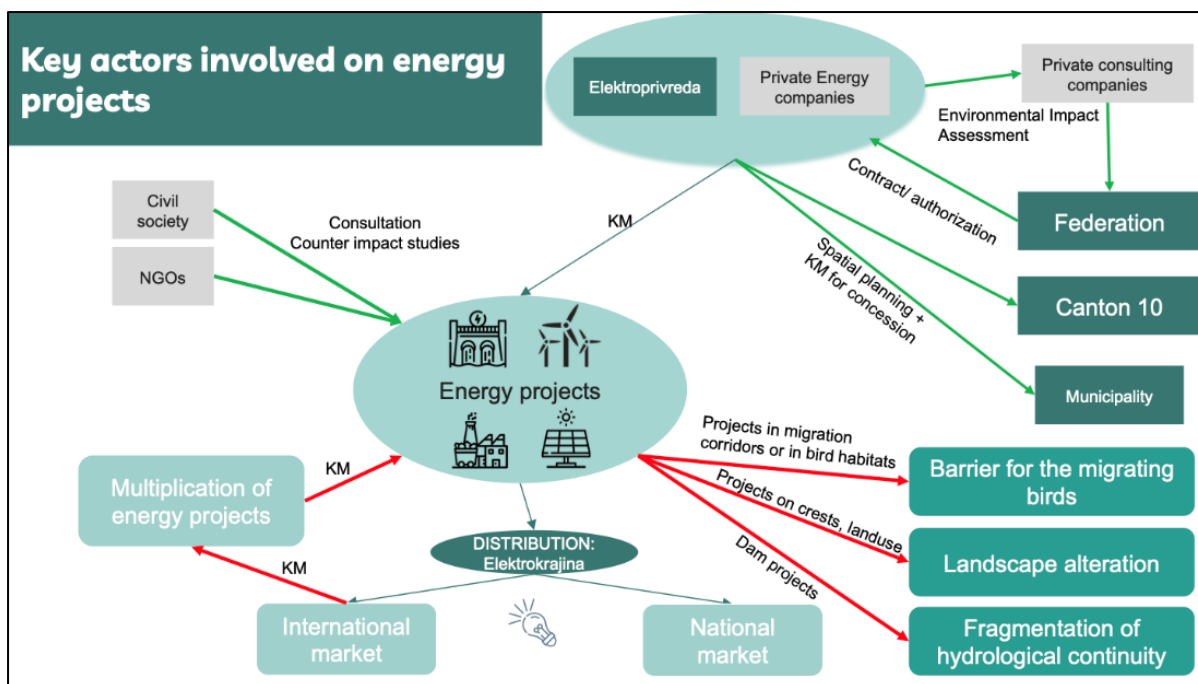 Key actors involved on energy
projects
Elektroprivreda
Private Energy
companies
Private consulting
companies
Environmental Impact
Assessment
Contract/ authorization
Federation
Civil
society
Consultation
Counter impact studies
NGOs
KM
Spatial planning +
KM for concession
Canton 10
Municipality
Energy projects
Projects in migration
corridors or in bird habitats
Barrier for the migrating
birds
KM
Multiplication of
energy projects
Projects on crests, landuse
Landscape alteration
DISTRIBUTION:
Elektrokrajina
Dam projects
KM
International
market
National
market
Fragmentation of
hydrological continuity